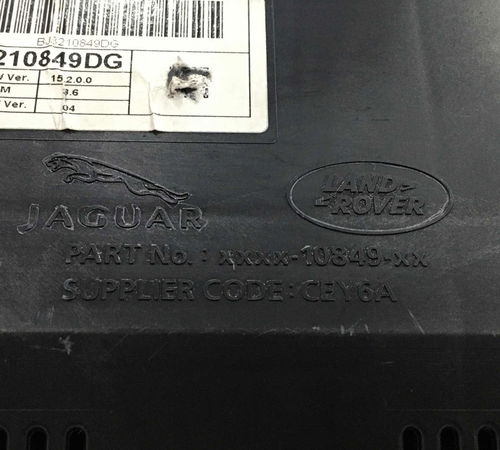 BJ3210849DG
210849DG
Ver. 15.2.0.0
M 3.6
Ver. 04
JAGUAR
LAND ROVER
PART No. : xxxx-10849-xx
SUPPLIER CODE : CEY6A